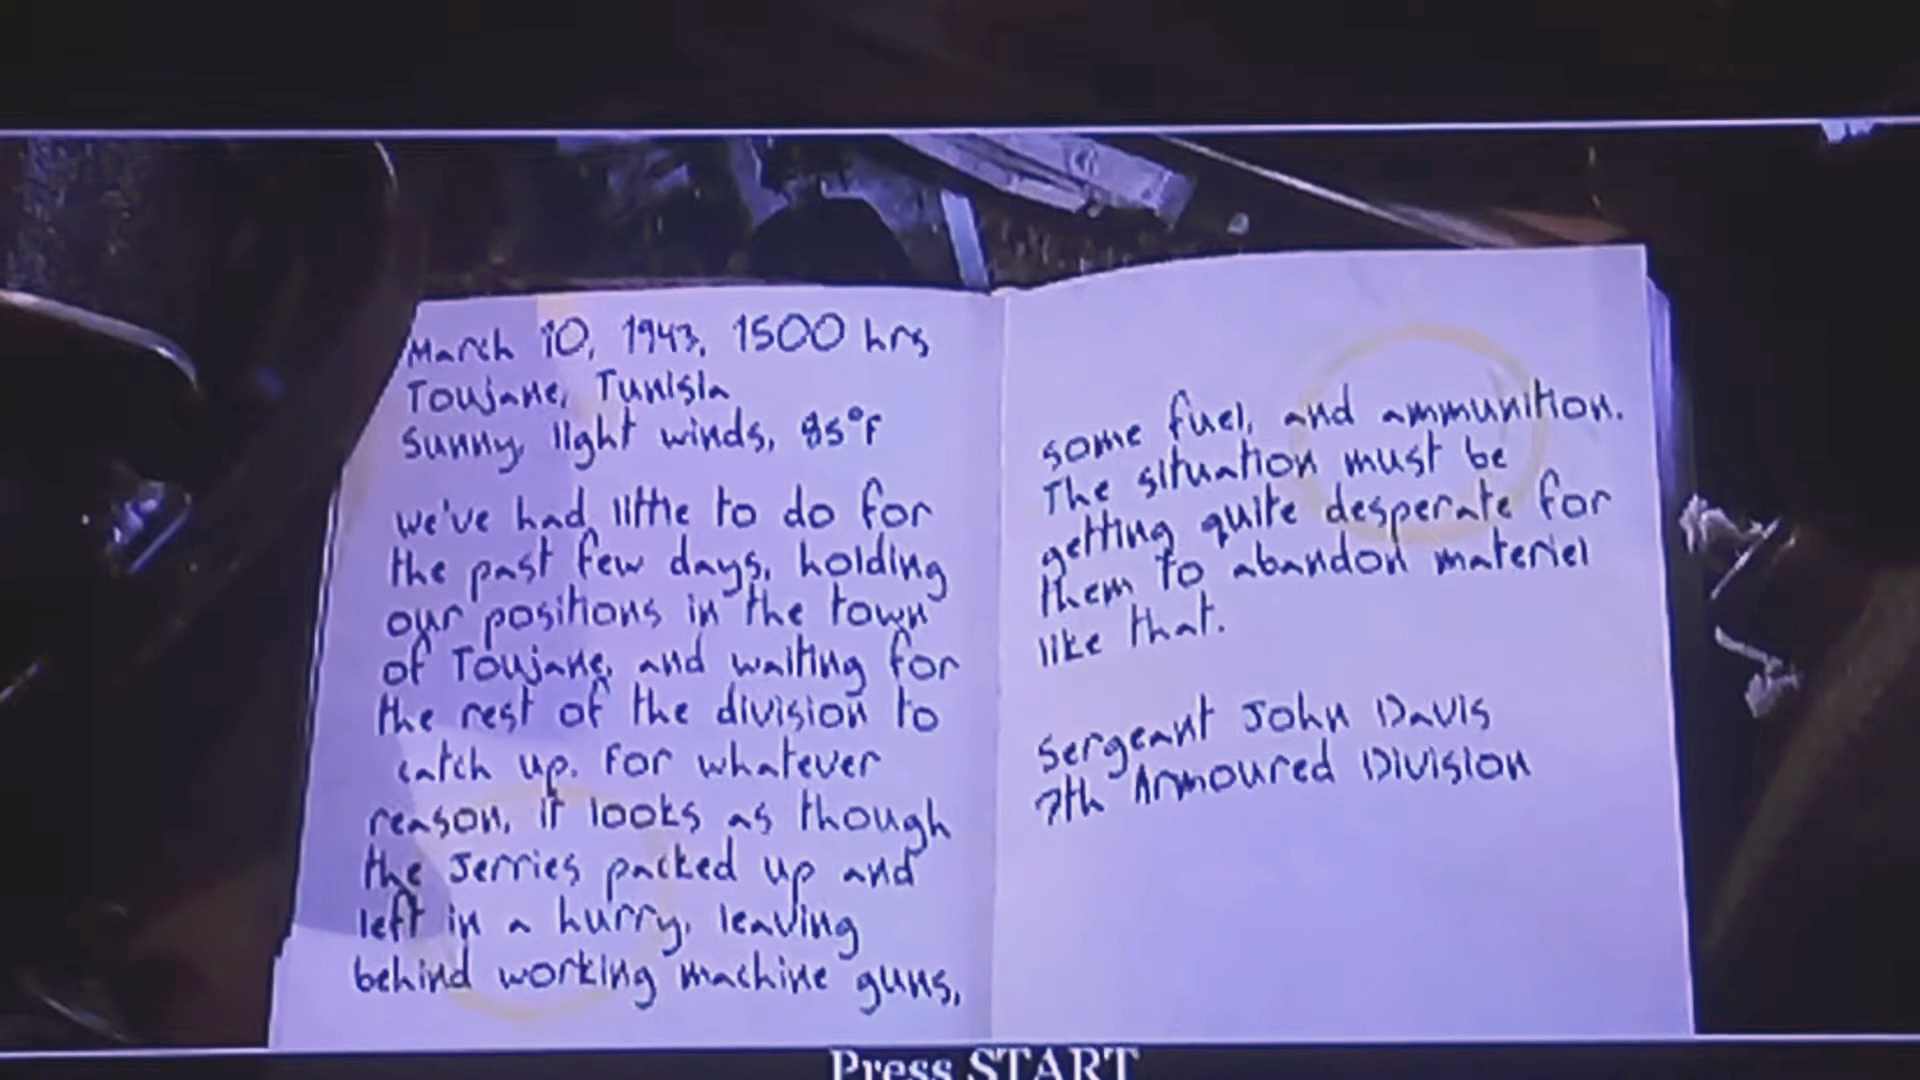 March 10, 1943, 1500 hrs
Toujane, Tunisia
Sunny, light winds, 85°F
We've had little to do for
the past few days, holding
our positions in the town
of Toujane, and waiting for
the rest of the division to
catch up. For whatever
reason, it looks as though
the Jerries packed up and
left in a hurry, leaving
behind working machine guns,
some fuel, and ammunition.
The situation must be
getting quite desperate for
them to abandon materiel
like that.
Sergeant John Davis
7th Armoured Division
Press START